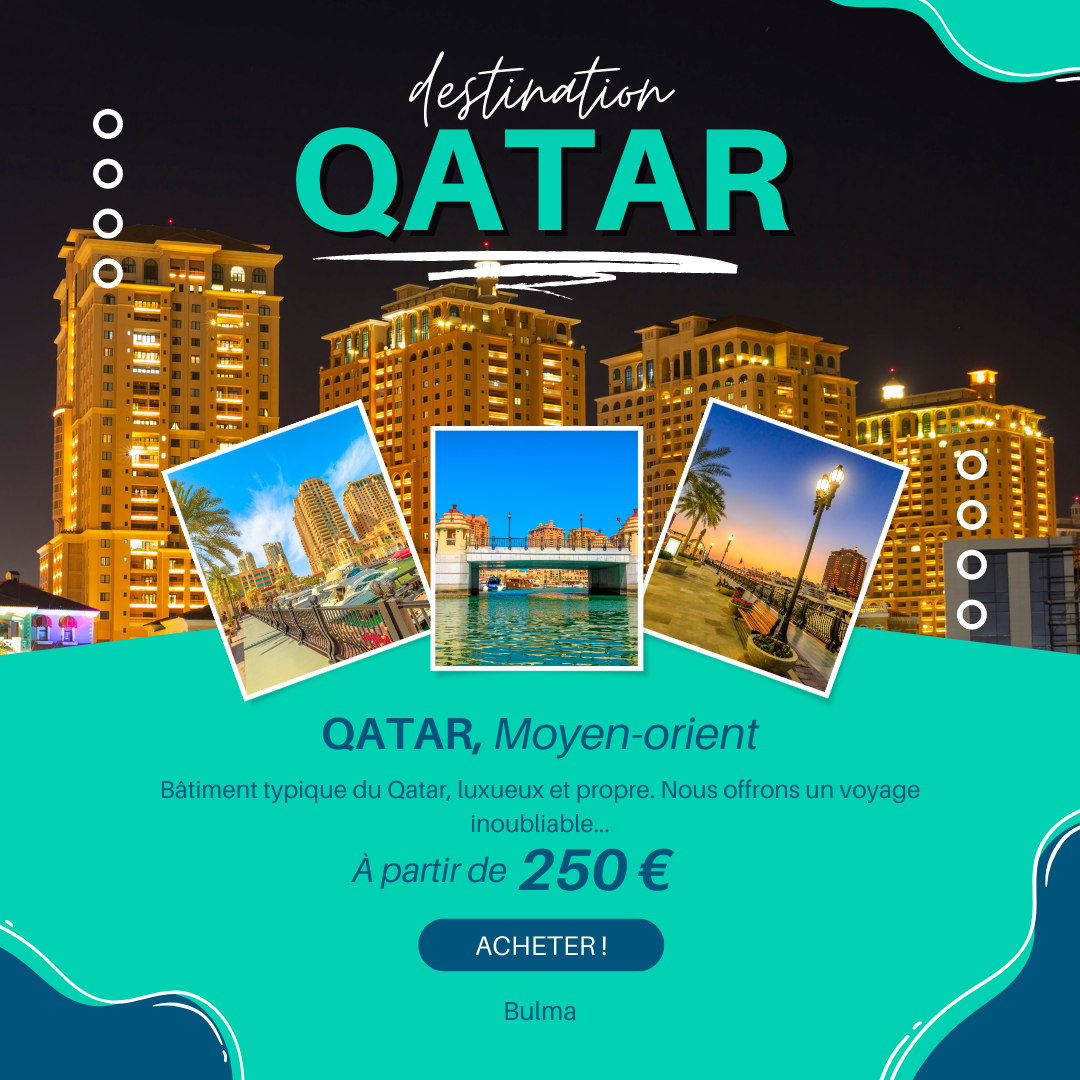 destination
QATAR
QATAR, Moyen-orient
Bâtiment typique du Qatar, luxueux et propre. Nous offrons un voyage
inoubliable...
À partir de 250 €
ACHETER !
Bulma